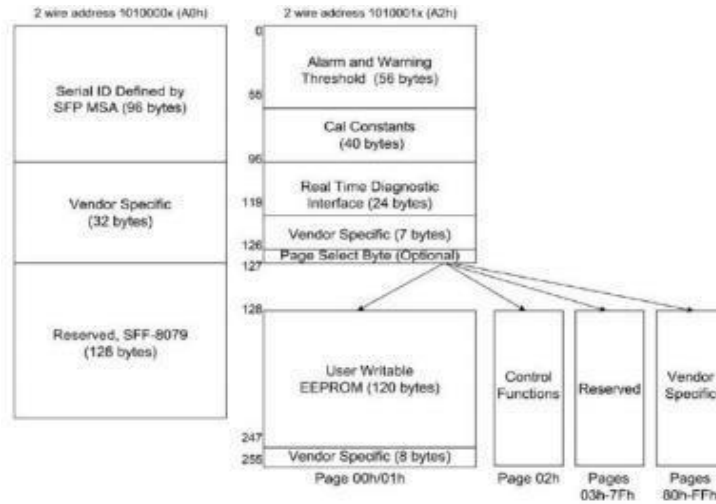 2 wire address 1010000x (A0h)
Serial ID Defined by
SFP MSA (96 bytes)
Vendor Specific
(32 bytes)
Reserved, SFF-8079
(128 bytes)
2 wire address 1010001x (A2h)
0
Alarm and Warning
Threshold (56 bytes)
55
Cal Constants
(40 bytes)
95
Real Time Diagnostic
Interface (24 bytes)
119
Vendor Specific (7 bytes)
126
Page Select Byte (Optional)
127
128
User Writable
EEPROM (120 bytes)
247
Vendor Specific (8 bytes)
255
Page 00h/01h
Control
Functions
Page 02h
Reserved
Pages
03h-7Fh
Vendor
Specific
Pages
80h-FFh